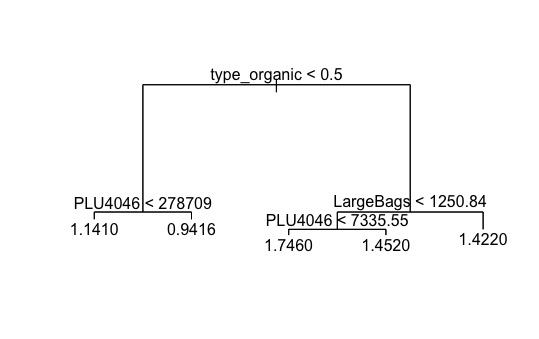 type_organic < 0.5
PLU4046 < 278709
LargeBags < 1250.84
1.1410
0.9416
PLU4046 < 7335.55
1.7460
1.4520
1.4220